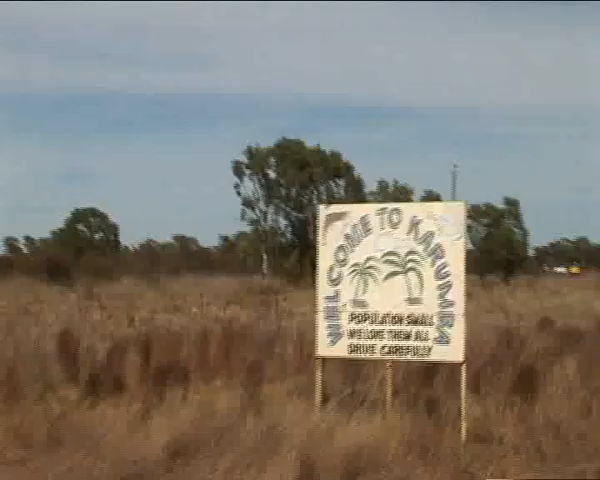 WELCOME TO KARUMBA
POPULATION SMALL
WE LOVE THEM ALL
DRIVE CAREFULLY